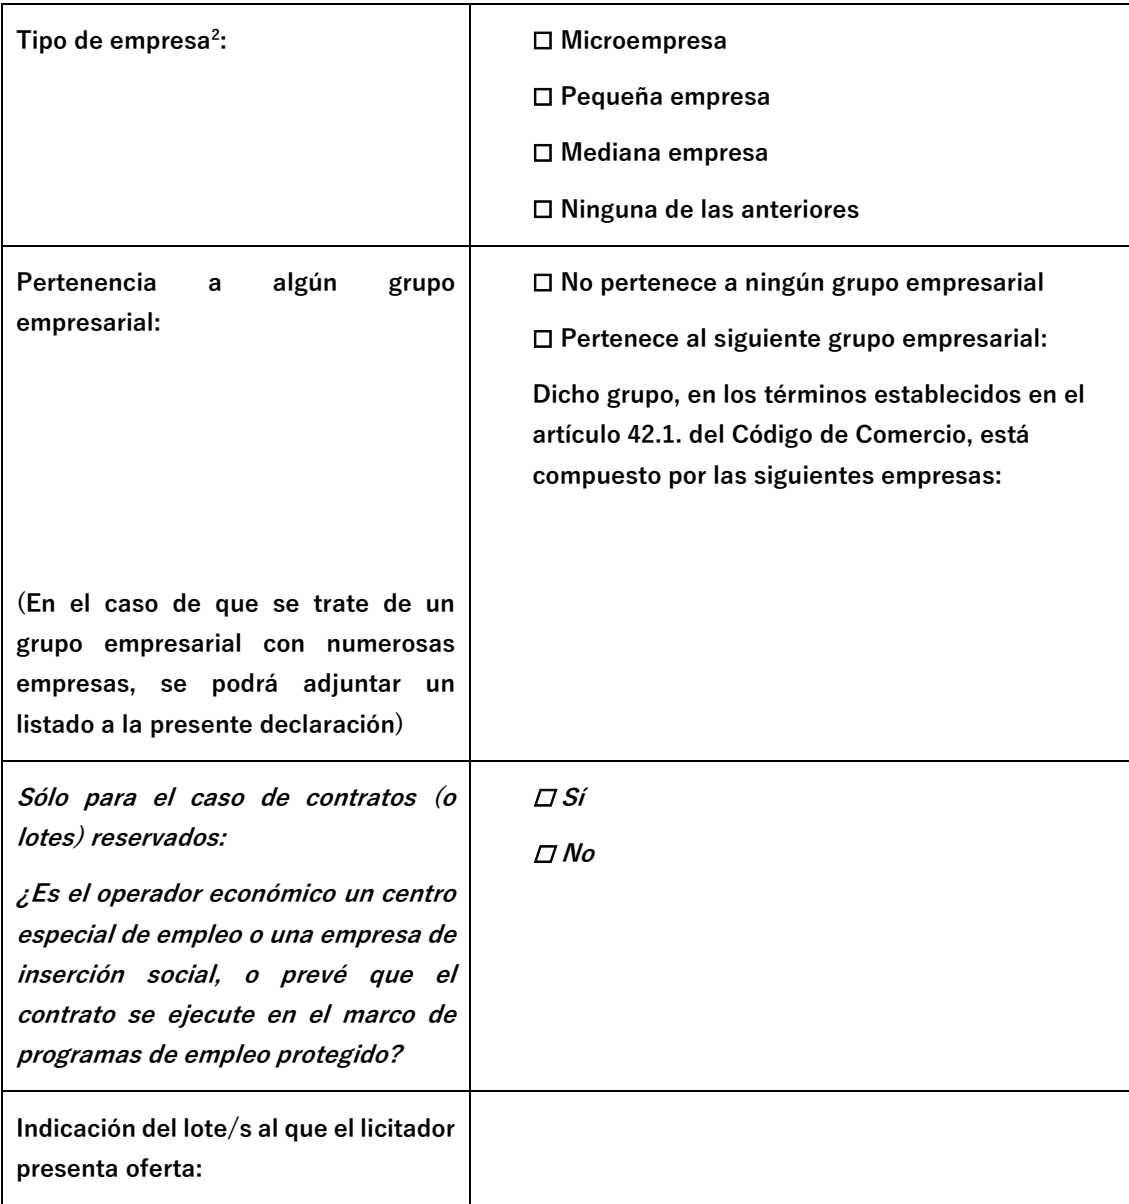 Tipo de empresa²:
☐ Microempresa
☐ Pequeña empresa
☐ Mediana empresa
☐ Ninguna de las anteriores
Pertenencia a algún grupo
empresarial:
(En el caso de que se trate de un
grupo empresarial con numerosas
empresas, se podrá adjuntar un
listado a la presente declaración)
☐ No pertenece a ningún grupo empresarial
☐ Pertenece al siguiente grupo empresarial:
Dicho grupo, en los términos establecidos en el
artículo 42.1. del Código de Comercio, está
compuesto por las siguientes empresas:
Sólo para el caso de contratos (o
lotes) reservados:
¿Es el operador económico un centro
especial de empleo o una empresa de
inserción social, o prevé que el
contrato se ejecute en el marco de
programas de empleo protegido?
☐ Sí
☐ No
Indicación del lote/s al que el licitador
presenta oferta: